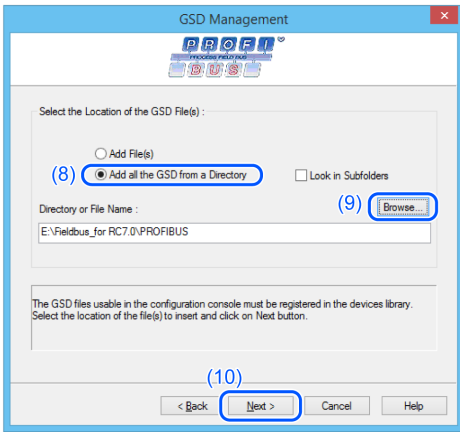 GSD Management
PROFI
PROCESS FIELD BUS
BUS
Select the Location of the GSD File(s) :
Add File(s)
(8) Add all the GSD from a Directory Look in Subfolders
Directory or File Name : (9) Browse...
E:\Fieldbus_for RC7.0\PROFIBUS
The GSD files usable in the configuration console must be registered in the devices library.
Select the location of the file(s) to insert and click on Next button.
(10)
< Back Next > Cancel Help